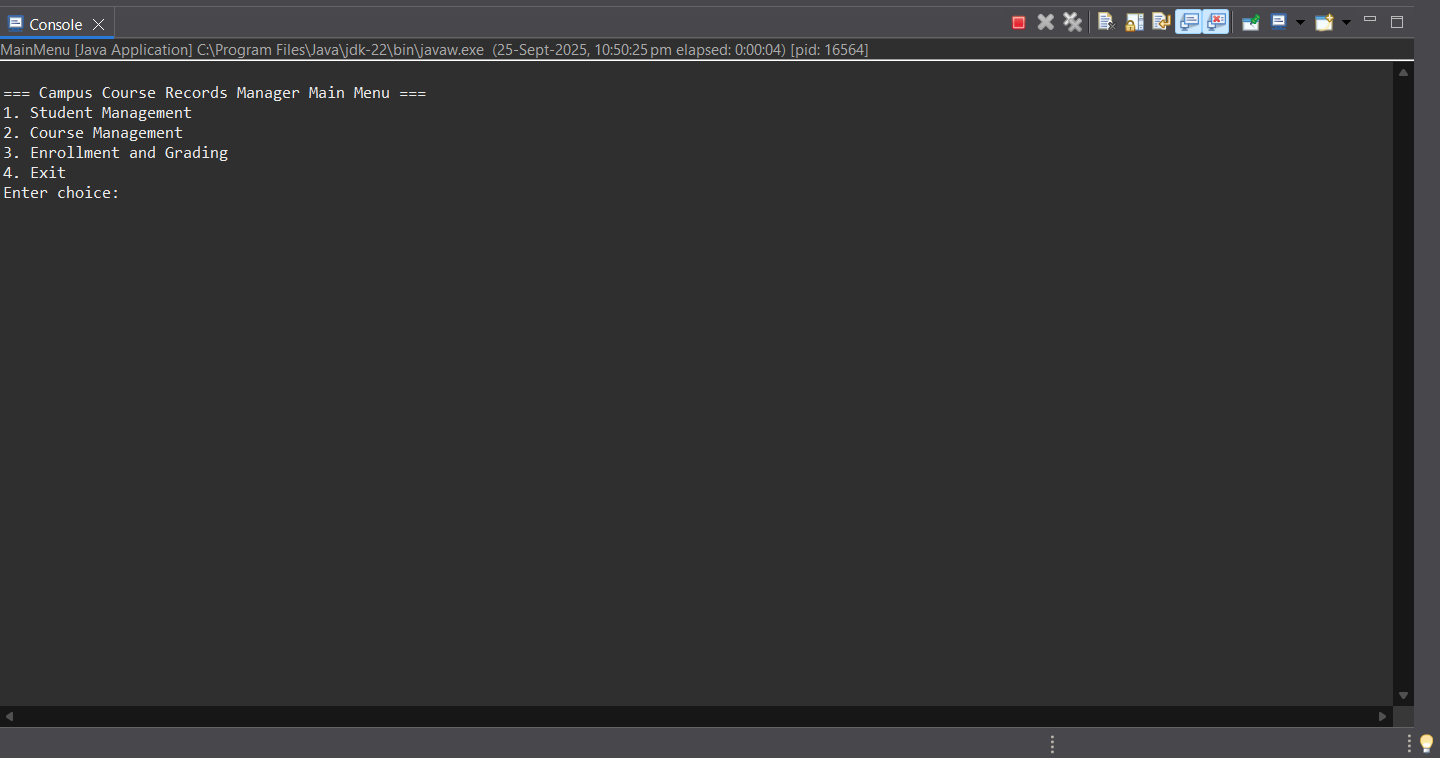 Console
MainMenu [Java Application] C:\Program Files\Java\jdk-22\bin\javaw.exe  (25-Sept-2025, 10:50:25 pm elapsed: 0:00:04) [pid: 16564]
=== Campus Course Records Manager Main Menu ===
1. Student Management
2. Course Management
3. Enrollment and Grading
4. Exit
Enter choice: